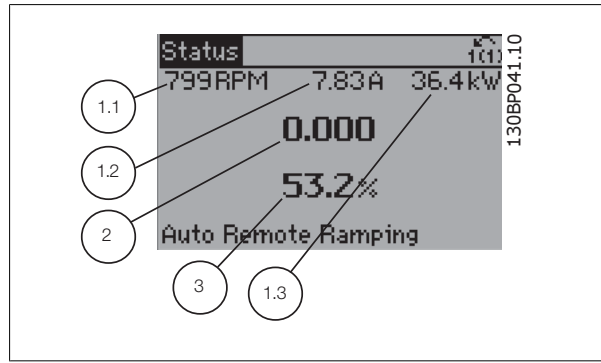 Status 1(1)
799RPM 7.83A 36.4kW
0.000
53.2%
Auto Remote Ramping
1.1
1.2
2
3
1.3
130BP041.10